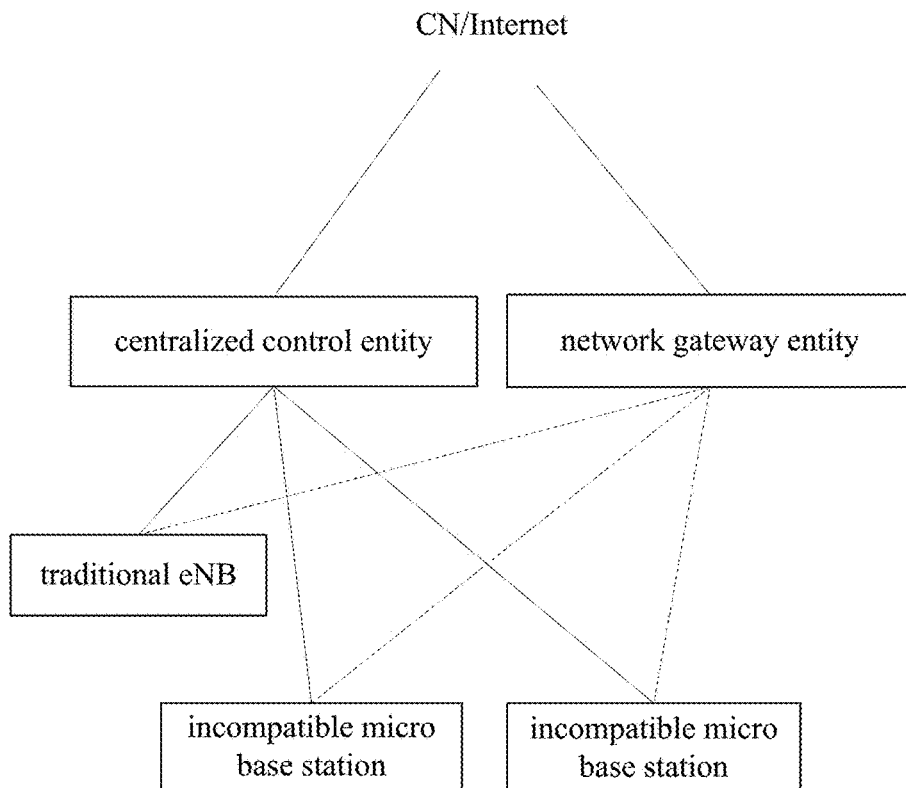 CN/Internet
centralized control entity
network gateway entity
traditional eNB
incompatible micro
base station
incompatible micro
base station